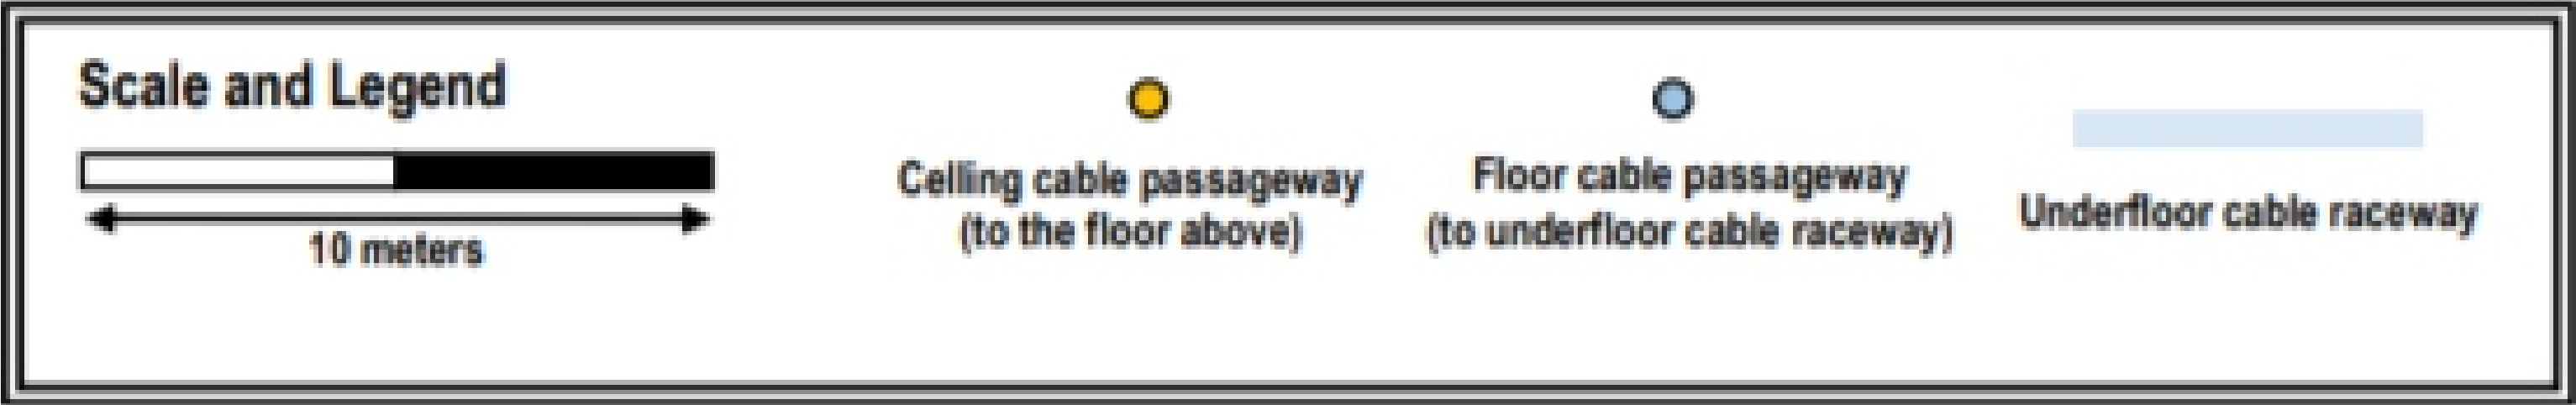 Scale and Legend
10 meters
Celling cable passageway
(to the floor above)
Floor cable passageway
(to underfloor cable raceway)
Underfloor cable raceway